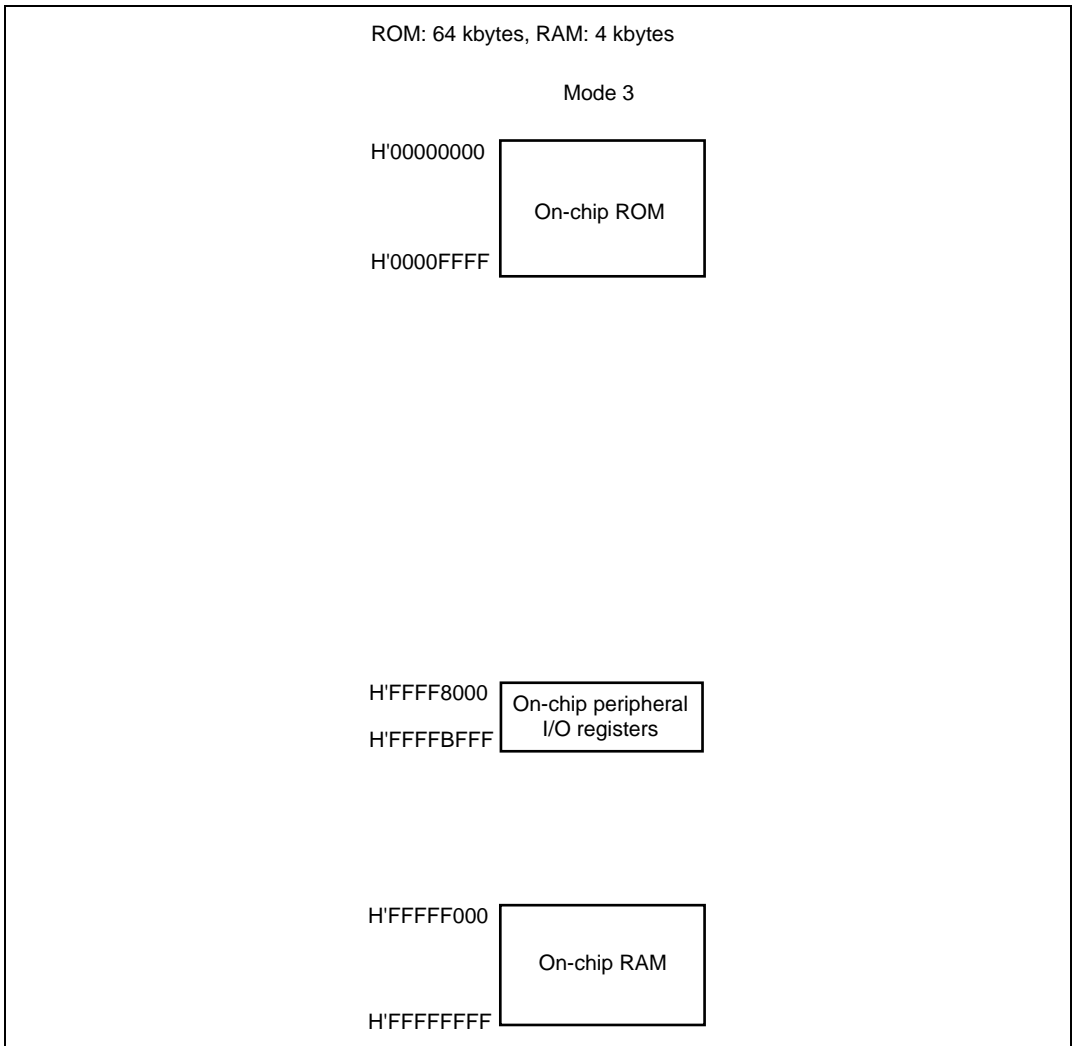 ROM: 64 kbytes, RAM: 4 kbytes
Mode 3
H'00000000
On-chip ROM
H'0000FFFF
H'FFFF8000
On-chip peripheral
I/O registers
H'FFFFBFFF
H'FFFFF000
On-chip RAM
H'FFFFFFFF